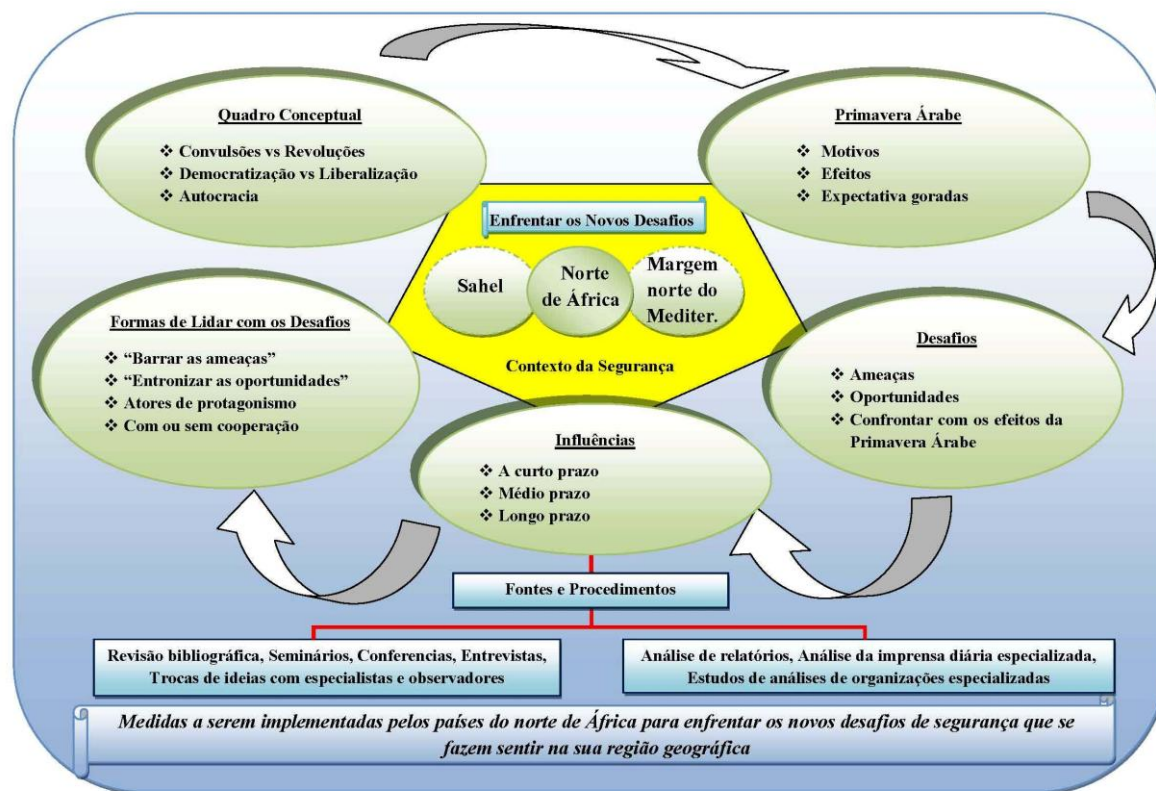 Quadro Conceptual
❖ Convulsões vs Revoluções
❖ Democratização vs Liberalização
❖ Autocracia
Primavera Árabe
❖ Motivos
❖ Efeitos
❖ Expectativa goradas
Enfrentar os Novos Desafios
Sahel
Norte
de África
Margem
norte do
Mediter.
Contexto da Segurança
Desafios
❖ Ameaças
❖ Oportunidades
❖ Confrontar com os efeitos da
Primavera Árabe
Influências
❖ A curto prazo
❖ Médio prazo
❖ Longo prazo
Formas de Lidar com os Desafios
❖ “Barrar as ameaças”
❖ “Entronizar as oportunidades”
❖ Atores de protagonismo
❖ Com ou sem cooperação
Fontes e Procedimentos
Revisão bibliográfica, Seminários, Conferencias, Entrevistas,
Trocas de ideias com especialistas e observadores
Análise de relatórios, Análise da imprensa diária especializada,
Estudos de análises de organizações especializadas
Medidas a serem implementadas pelos países do norte de África para enfrentar os novos desafios de segurança que se
fazem sentir na sua região geográfica